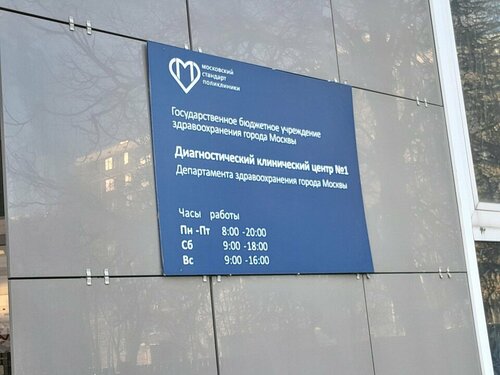 московский
стандарт
поликлиники
Государственное бюджетное учреждение
здравоохранения города Москвы
Диагностический клинический центр №1
Департамента здравоохранения города Москвы
Часы работы
Пн -Пт 8:00 -20:00
Сб 9:00 -18:00
Вс 9:00 -16:00